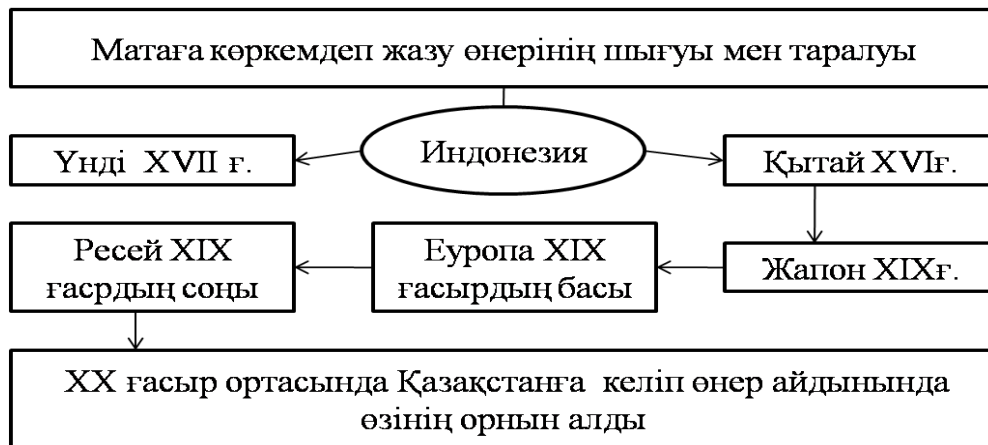 Матаға көркемдеп жазу өнерінің шығуы мен таралуы
Индонезия
Үнді XVII ғ.
Қытай XVIғ.
Ресей XIX
ғасрдың соңы
Еуропа XIX
ғасырдың басы
Жапон XIXғ.
XX ғасыр ортасында Қазақстанға келіп өнер айдынында
өзінің орнын алды